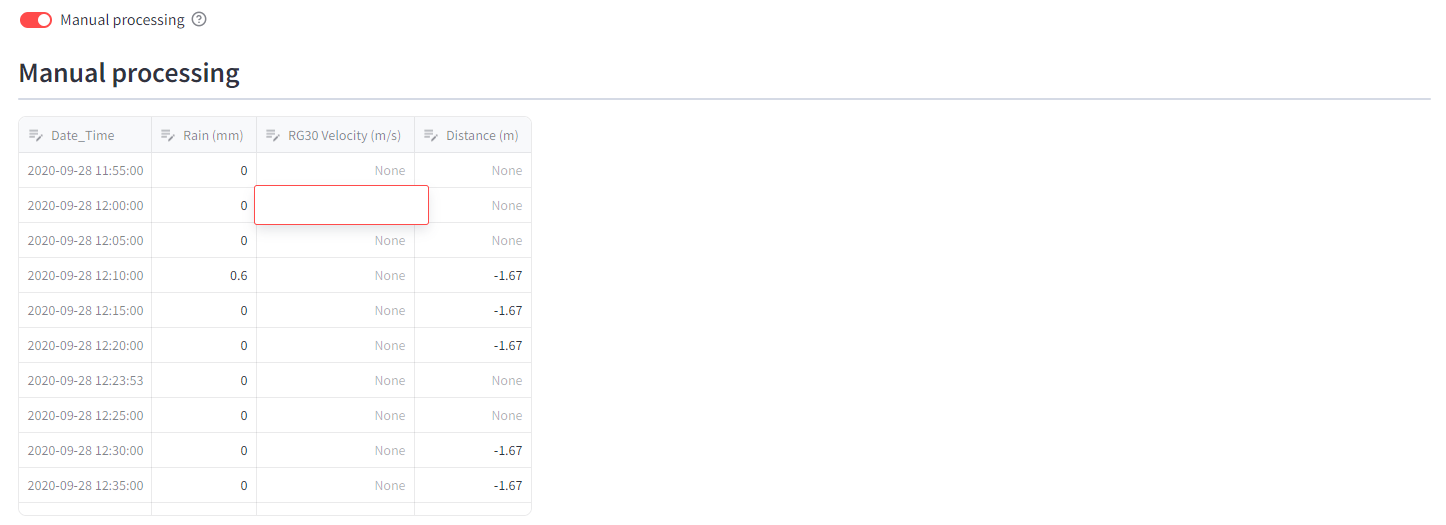 Manual processing
Manual processing
Date_Time Rain (mm) RG30 Velocity (m/s) Distance (m)
2020-09-28 11:55:00 0 None None
2020-09-28 12:00:00 0 None
2020-09-28 12:05:00 0 None None
2020-09-28 12:10:00 0.6 None -1.67
2020-09-28 12:15:00 0 None -1.67
2020-09-28 12:20:00 0 None -1.67
2020-09-28 12:23:53 0 None None
2020-09-28 12:25:00 0 None None
2020-09-28 12:30:00 0 None -1.67
2020-09-28 12:35:00 0 None -1.67